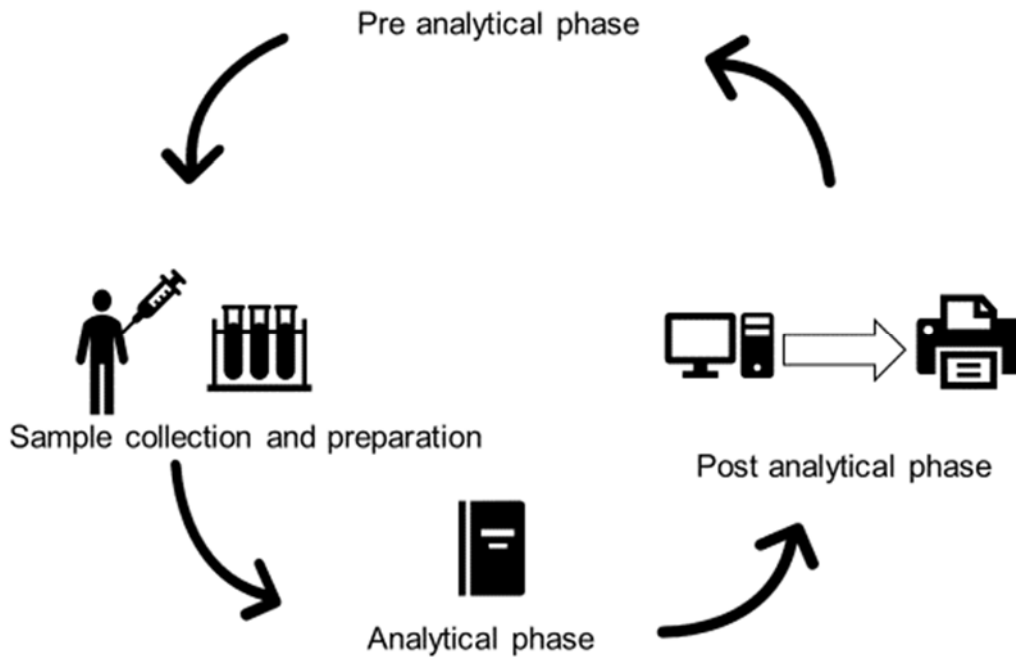 Pre analytical phase
Sample collection and preparation
Post analytical phase
Analytical phase